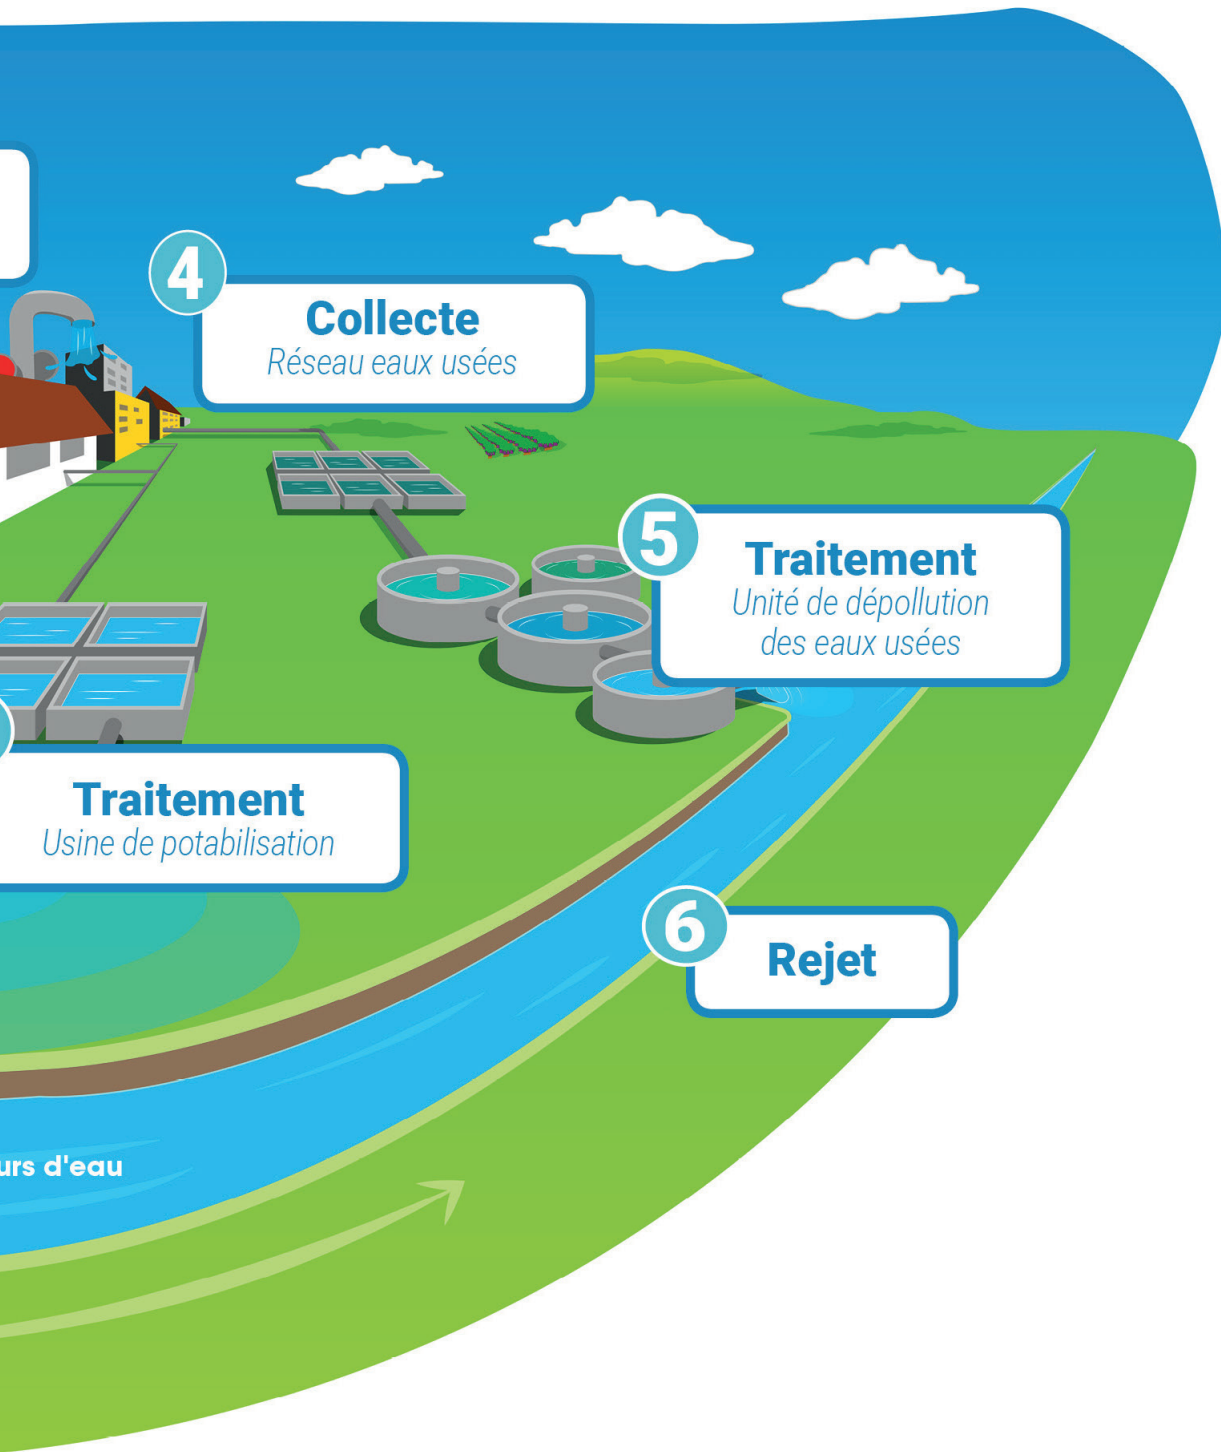 4
Collecte
Réseau eaux usées
5
Traitement
Unité de dépollution
des eaux usées
Traitement
Usine de potabilisation
6
Rejet
d'eau